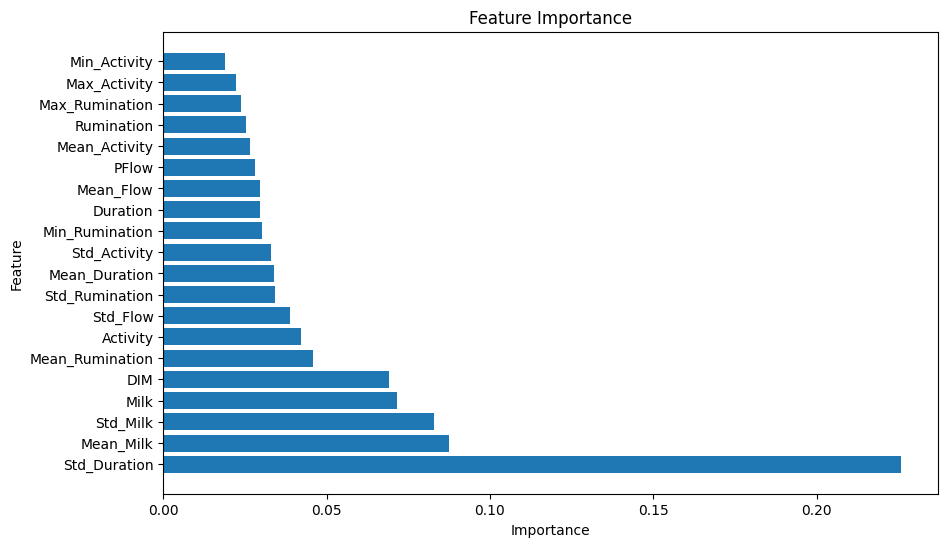 Feature Importance
Feature
Min_Activity
Max_Activity
Max_Rumination
Rumination
Mean_Activity
PFlow
Mean_Flow
Duration
Min_Rumination
Std_Activity
Mean_Duration
Std_Rumination
Std_Flow
Activity
Mean_Rumination
DIM
Milk
Std_Milk
Mean_Milk
Std_Duration
0.00 0.05 0.10 0.15 0.20
Importance